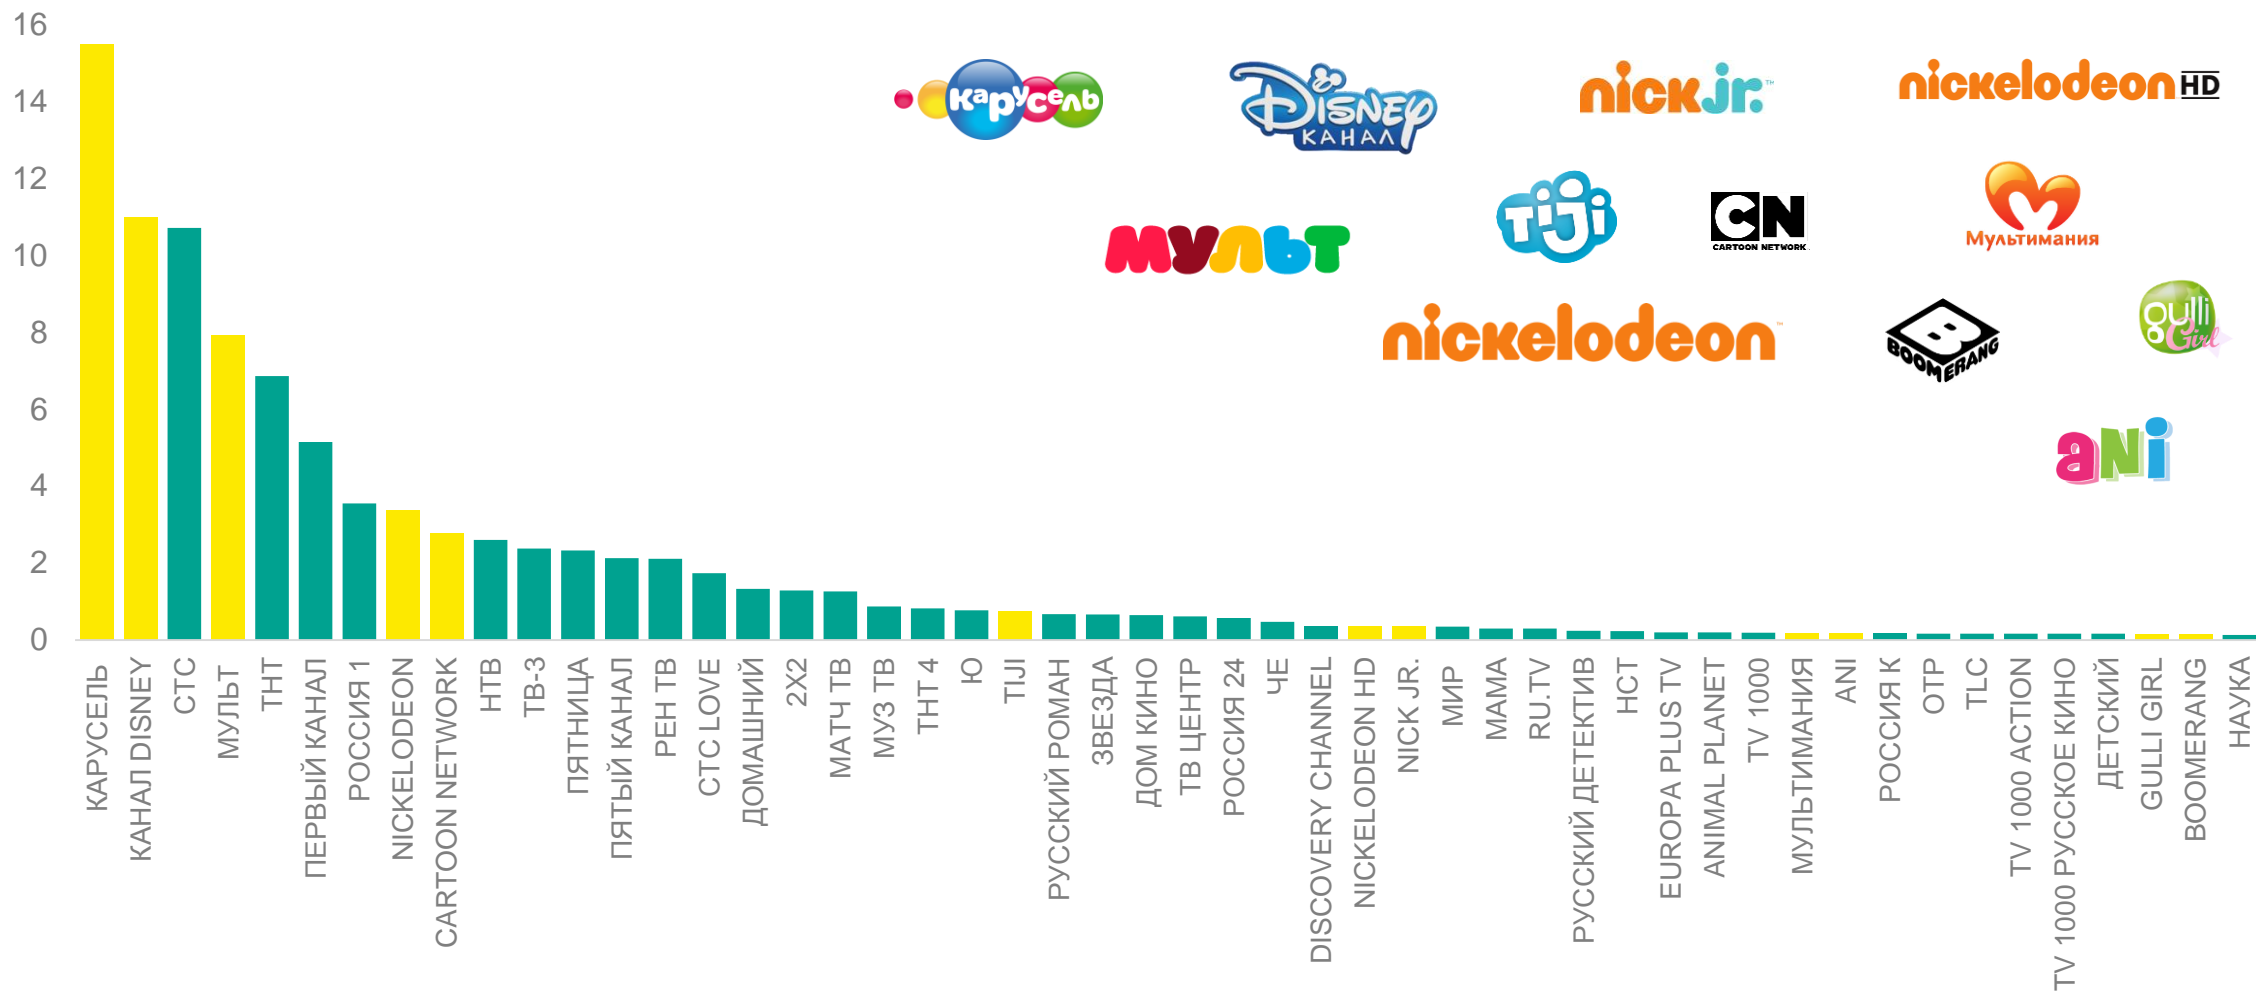 16
14
12
10
8
6
4
2
0
Карусель
Disney
КАНАЛ
nick jr.™
nickelodeon HD
МУЛЬТ
TiJi
CN
CARTOON NETWORK
Мультимания
nickelodeon™
BOOMERANG
gulli
Girl
aNi
КАРУСЕЛЬ
КАНАЛ DISNEY
СТС
МУЛЬТ
ТНТ
ПЕРВЫЙ КАНАЛ
РОССИЯ 1
NICKELODEON
CARTOON NETWORK
НТВ
ТВ-3
ПЯТНИЦА
ПЯТЫЙ КАНАЛ
РЕН ТВ
СТС LOVE
ДОМАШНИЙ
2X2
МАТЧ ТВ
МУЗ ТВ
ТНТ 4
Ю
TIJI
РУССКИЙ РОМАН
ЗВЕЗДА
ДОМ КИНО
ТВ ЦЕНТР
РОССИЯ 24
ЧЕ
DISCOVERY CHANNEL
NICKELODEON HD
NICK JR.
МИР
МАМА
RU.TV
РУССКИЙ ДЕТЕКТИВ
НСТ
EUROPA PLUS TV
ANIMAL PLANET
TV 1000
МУЛЬТИМАНИЯ
ANI
РОССИЯ К
ОТР
TLC
TV 1000 ACTION
TV 1000 РУССКОЕ КИНО
ДЕТСКИЙ
GULLI GIRL
BOOMERANG
НАУКА